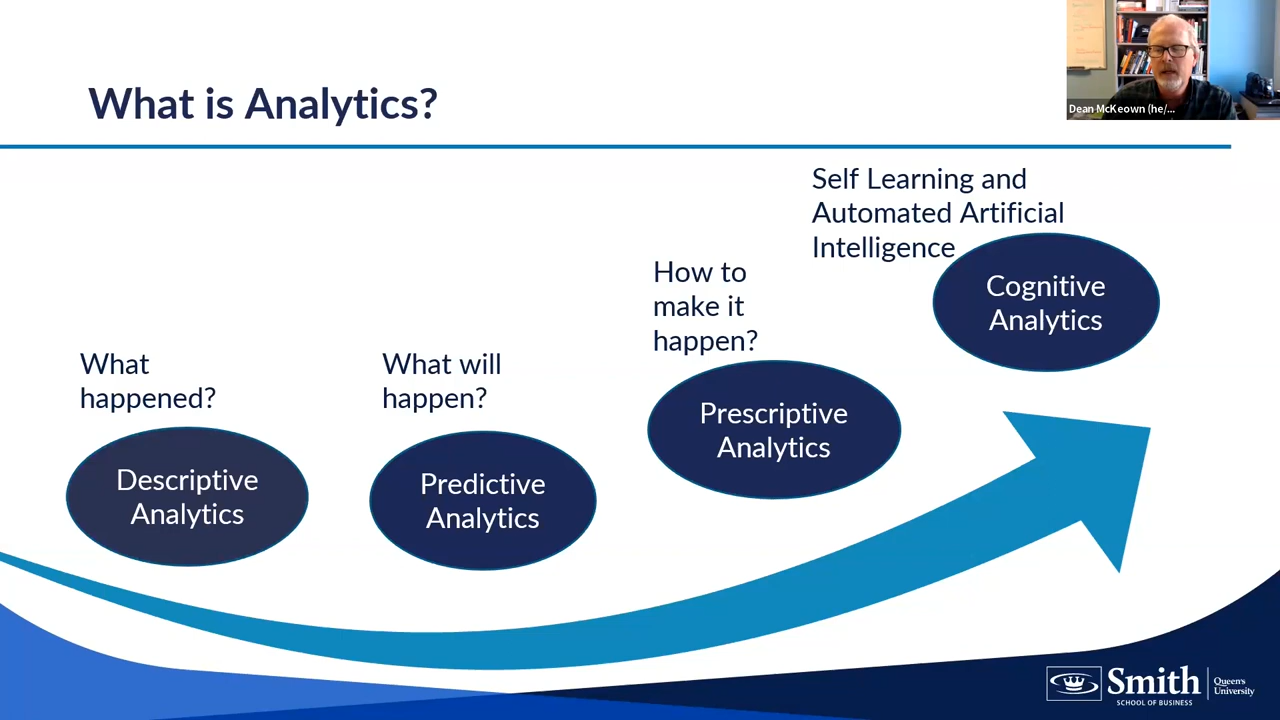 What is Analytics?
Dean McKeown (he/...
Self Learning and
Automated Artificial
Intelligence
Cognitive
Analytics
How to
make it
happen?
Prescriptive
Analytics
What will
happen?
Predictive
Analytics
What
happened?
Descriptive
Analytics
Smith
SCHOOL OF BUSINESS
Queen's
University